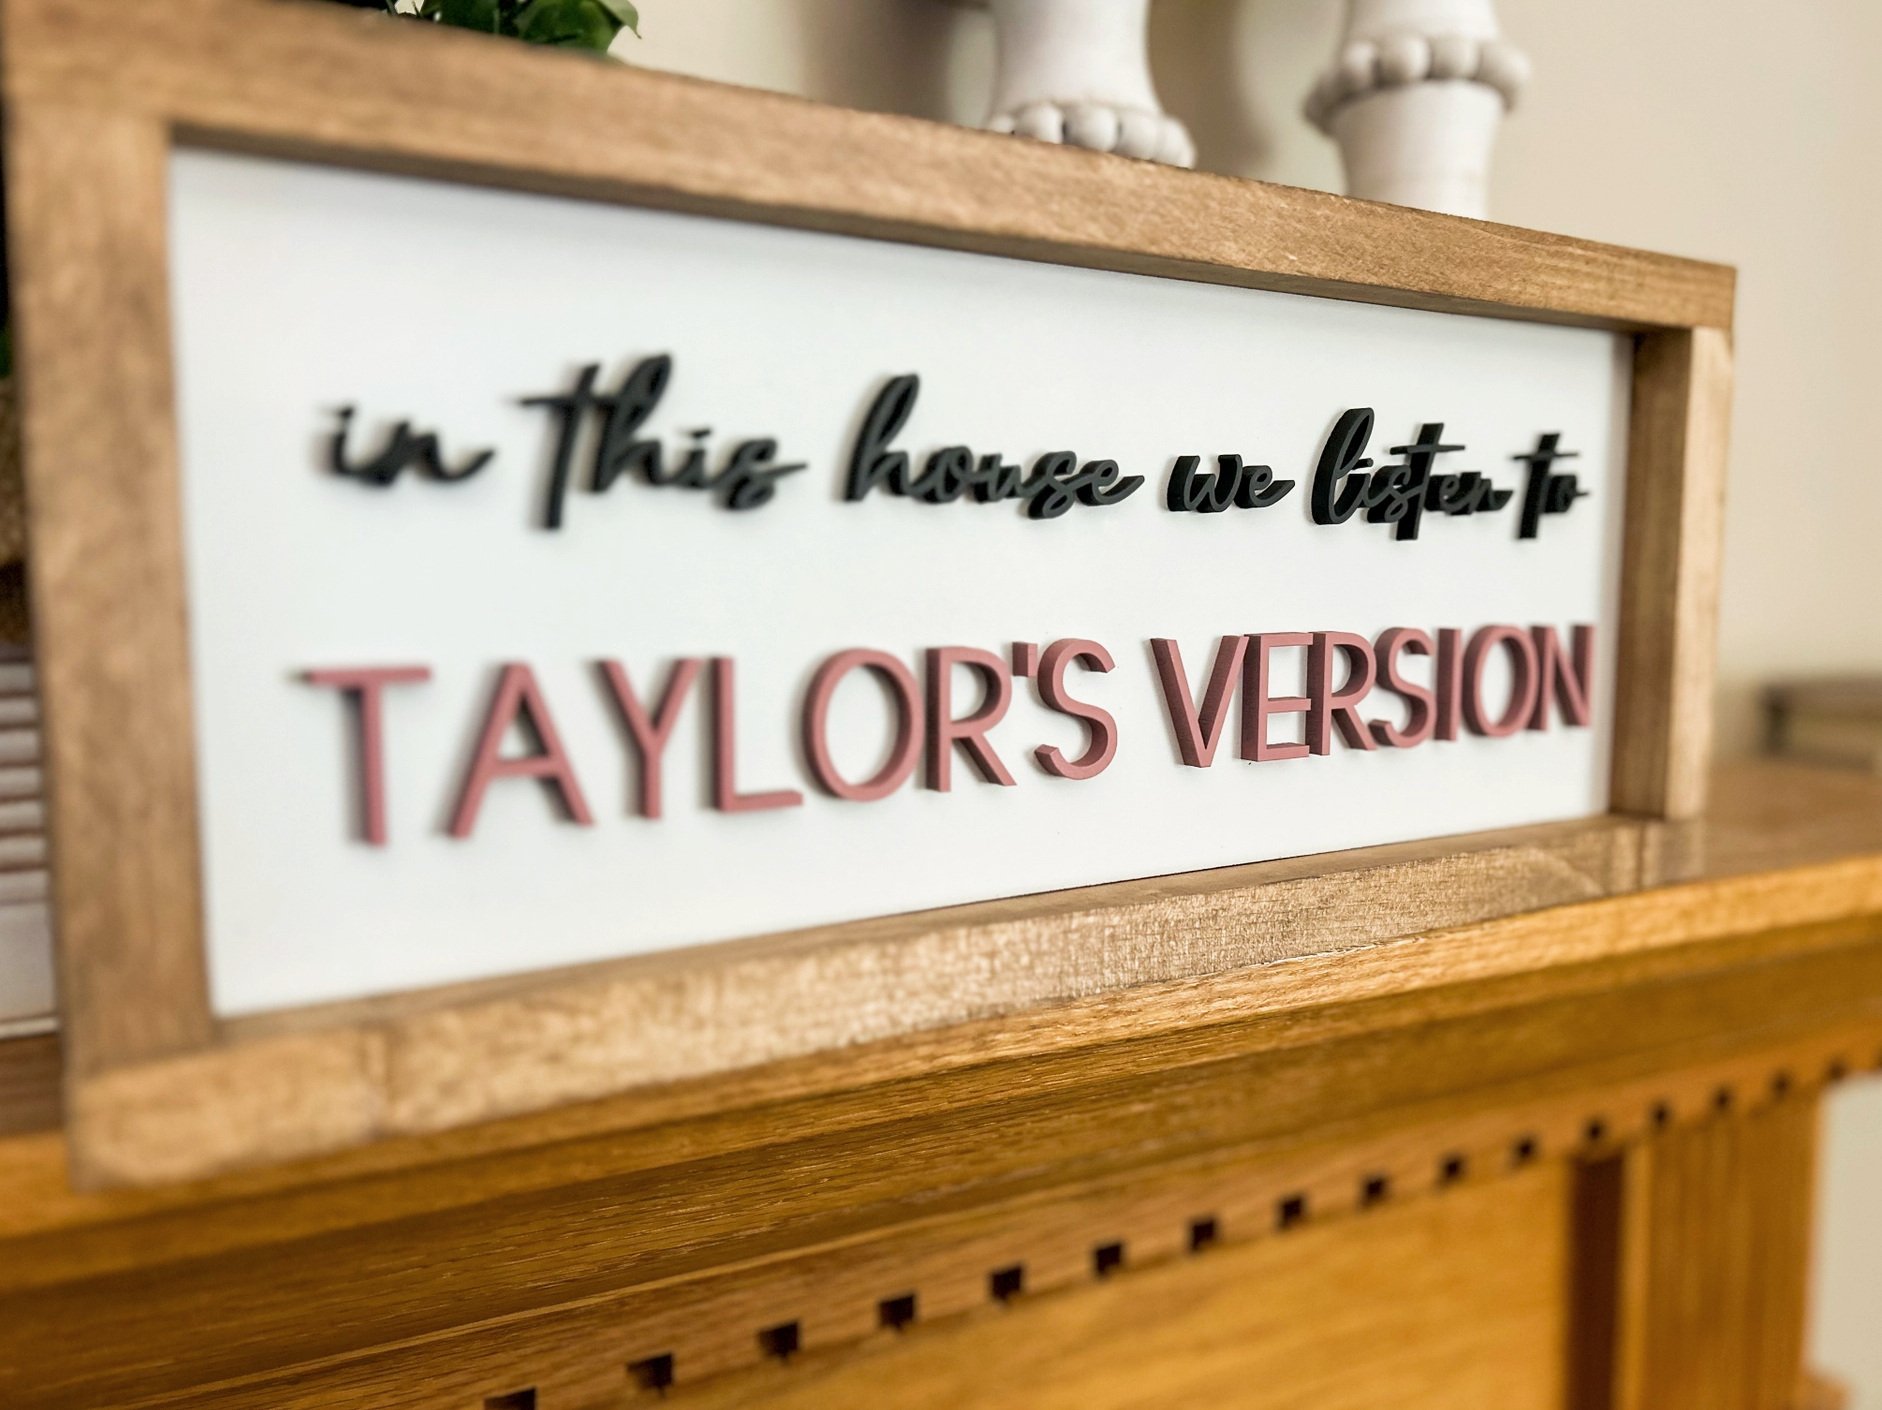 in this house we listen to
TAYLOR'S VERSION